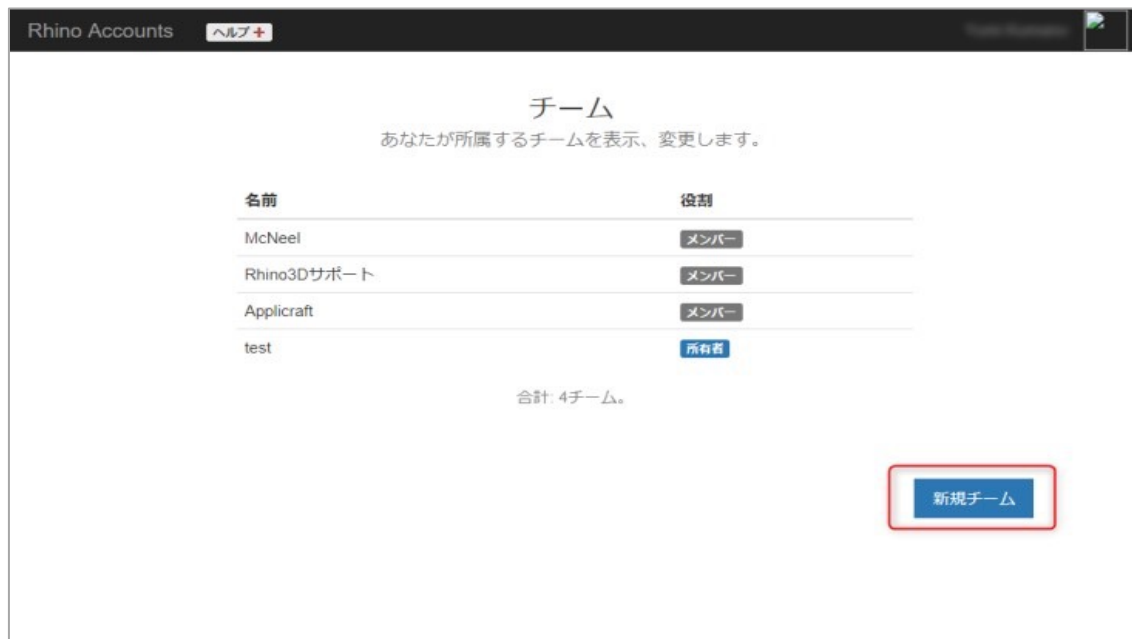 Rhino Accounts ヘルプ+
チーム
あなたが所属するチームを表示、変更します。
名前 役割
McNeel メンバー
Rhino3Dサポート メンバー
Applicraft メンバー
test 所有者
合計: 4チーム。
新規チーム